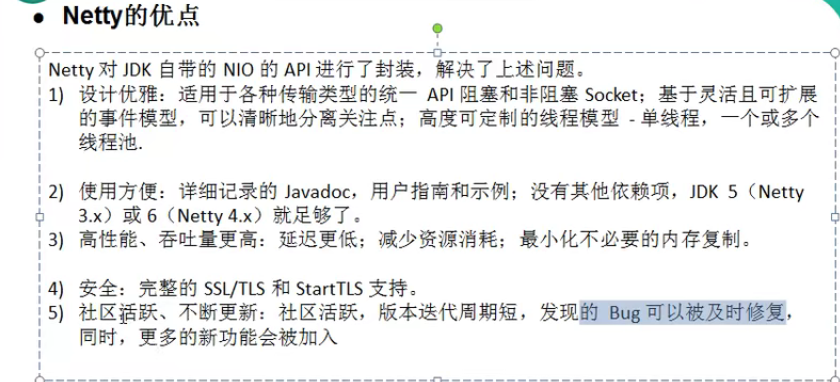 ● Netty的优点
Netty 对 JDK 自带的 NIO 的 API 进行了封装，解决了上述问题。
1) 设计优雅：适用于各种传输类型的统一 API 阻塞和非阻塞 Socket；基于灵活且可扩展
的事件模型，可以清晰地分离关注点；高度可定制的线程模型 - 单线程，一个或多个
线程池.
2) 使用方便：详细记录的 Javadoc，用户指南和示例；没有其他依赖项，JDK 5（Netty
3.x）或 6（Netty 4.x）就足够了。
3) 高性能、吞吐量更高：延迟更低；减少资源消耗；最小化不必要的内存复制。
4) 安全：完整的 SSL/TLS 和 StartTLS 支持。
5) 社区活跃、不断更新：社区活跃，版本迭代周期短，发现的 Bug 可以被及时修复，
同时，更多的新功能会被加入